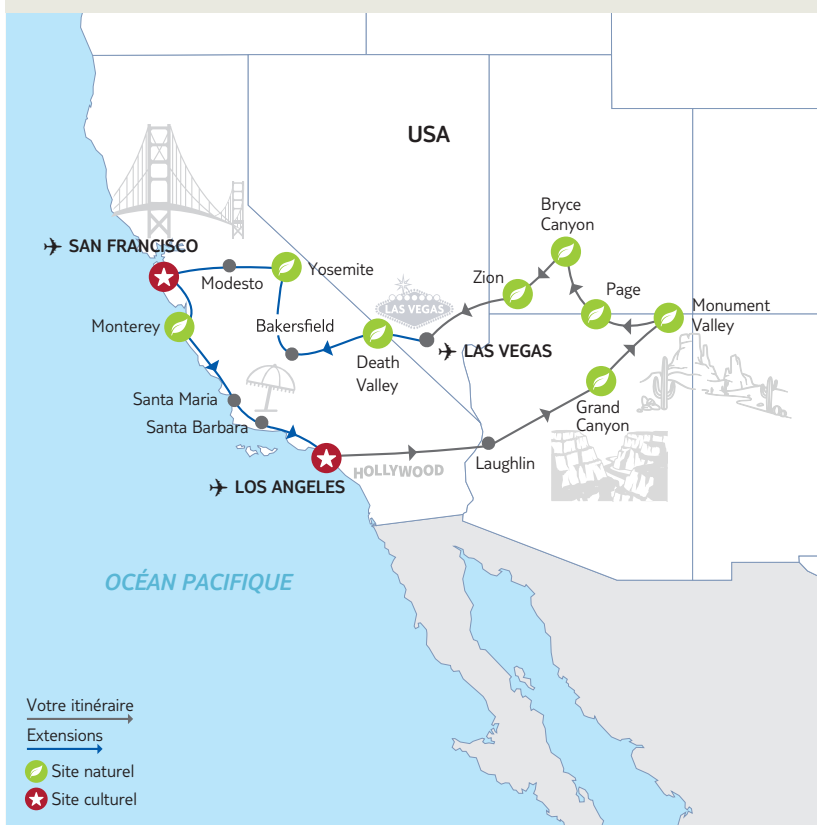 USA
Bryce
Canyon
SAN FRANCISCO
Modesto
Yosemite
Zion
Page
Monument
Valley
LAS VEGAS
Monterey
Bakersfield
LAS VEGAS
Death
Valley
Grand
Canyon
Santa Maria
Santa Barbara
Laughlin
HOLLYWOOD
LOS ANGELES
OCÉAN PACIFIQUE
Votre itinéraire
Extensions
Site naturel
Site culturel